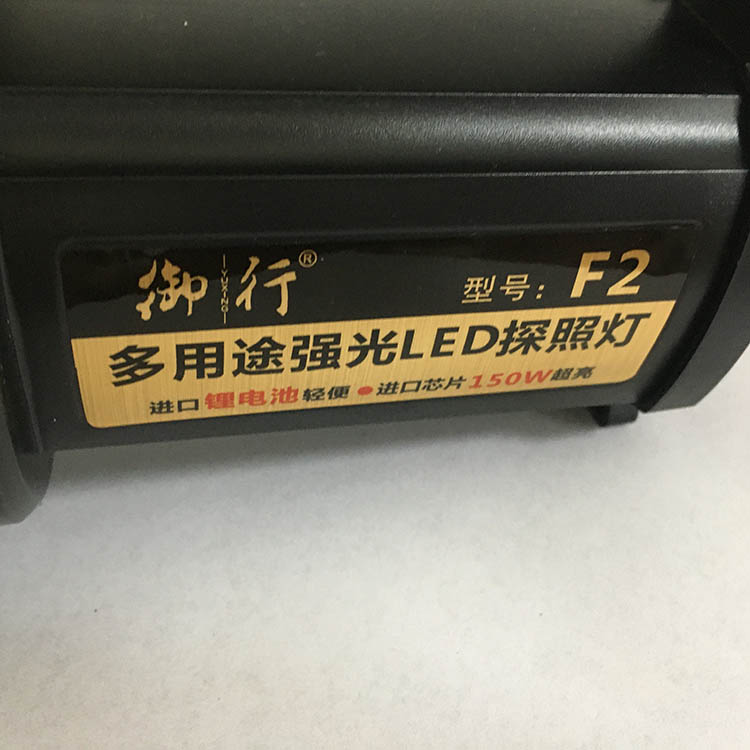 御 YUXING 行® 型号：F2
多用途强光LED探照灯
进口锂电池轻便●进口芯片150W超亮